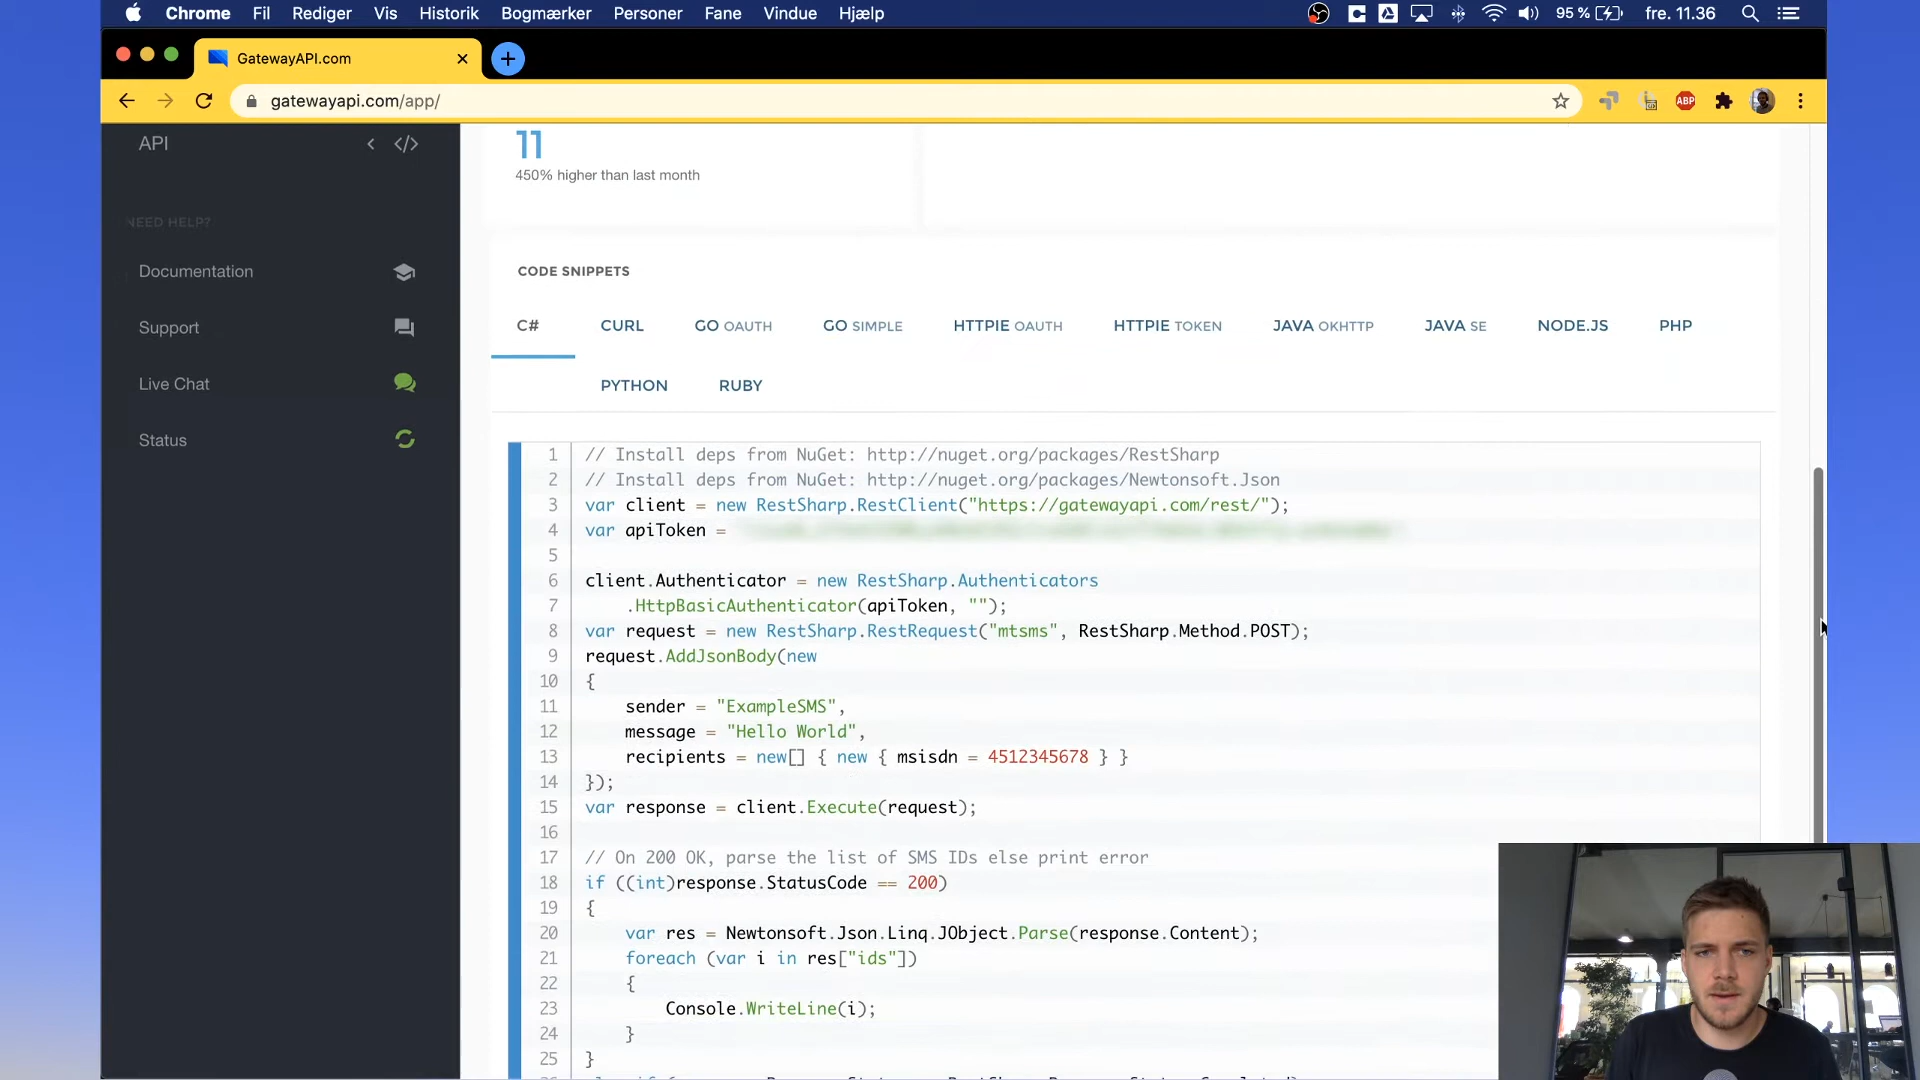 Chrome Fil Rediger Vis Historik Bogmærker Personer Fane Vindue Hjælp 95 % fre. 11.36
GatewayAPI.com
gatewayapi.com/app/
ABP
API
NEED HELP?
Documentation
Support
Live Chat
Status
11
450% higher than last month
CODE SNIPPETS
C# CURL GO OAUTH GO SIMPLE HTTPIE OAUTH HTTPIE TOKEN JAVA OKHTTP JAVA SE NODE.JS PHP
PYTHON RUBY
1 // Install deps from NuGet: http://nuget.org/packages/RestSharp
2 // Install deps from NuGet: http://nuget.org/packages/Newtonsoft.Json
3 var client = new RestSharp.RestClient("https://gatewayapi.com/rest/");
4 var apiToken =
5
6 client.Authenticator = new RestSharp.Authenticators
7 .HttpBasicAuthenticator(apiToken, "");
8 var request = new RestSharp.RestRequest("mtsms", RestSharp.Method.POST);
9 request.AddJsonBody(new
10 {
11 sender = "ExampleSMS",
12 message = "Hello World",
13 recipients = new[] { new { msisdn = 4512345678 } }
14 });
15 var response = client.Execute(request);
16
17 // On 200 OK, parse the list of SMS IDs else print error
18 if ((int)response.StatusCode == 200)
19 {
20 var res = Newtonsoft.Json.Linq.JObject.Parse(response.Content);
21 foreach (var i in res["ids"])
22 {
23 Console.WriteLine(i);
24 }
25 }